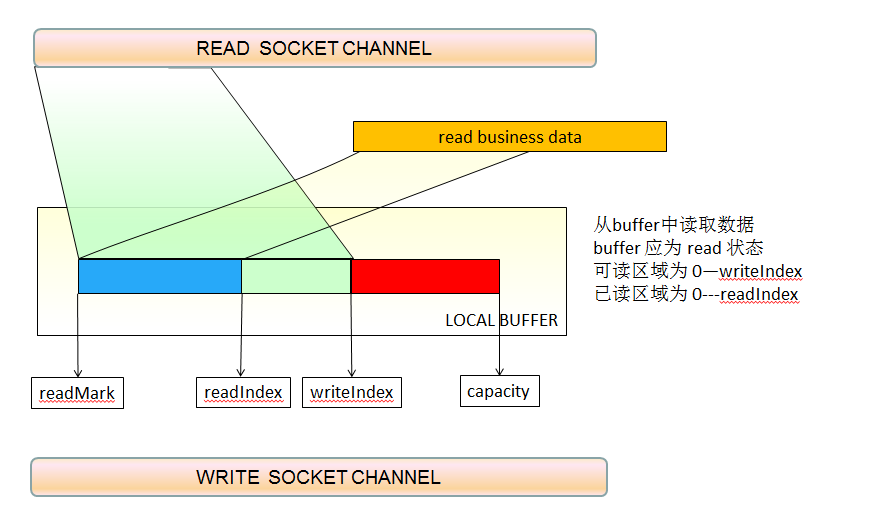 READ SOCKET CHANNEL
read business data
从buffer中读取数据
buffer 应为 read 状态
可读区域为 0—writeIndex
已读区域为 0---readIndex
LOCAL BUFFER
readMark
readIndex
writeIndex
capacity
WRITE SOCKET CHANNEL